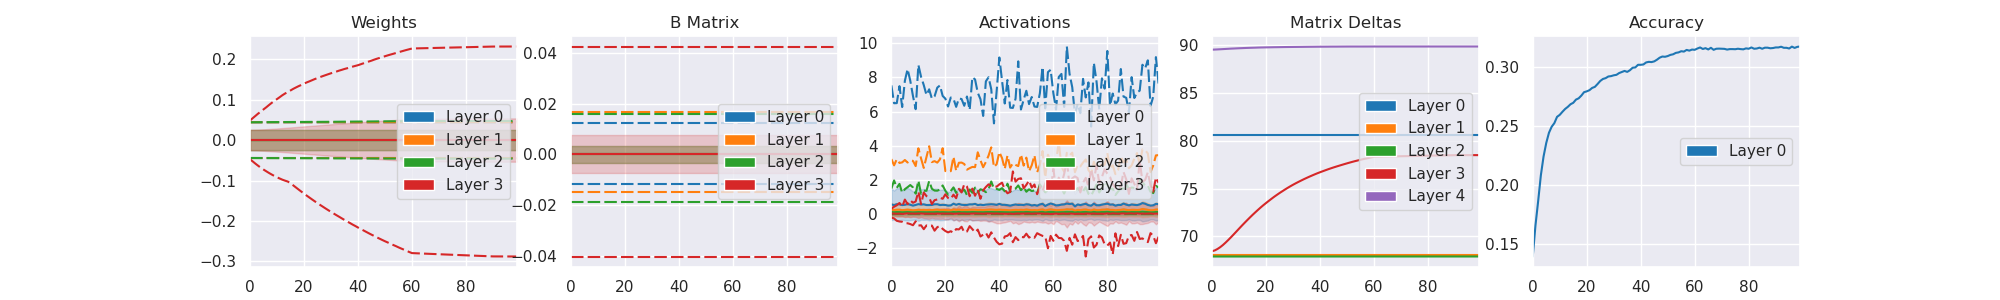 Weights
0.2
0.1
0.0
−0.1
−0.2
−0.3
0
20
40
60
80
Layer 0
Layer 1
Layer 2
Layer 3
B Matrix
0.04
0.02
0.00
−0.02
−0.04
0
20
40
60
80
Layer 0
Layer 1
Layer 2
Layer 3
Activations
10
8
6
4
2
0
−2
0
20
40
60
80
Layer 0
Layer 1
Layer 2
Layer 3
Matrix Deltas
90
85
80
75
70
0
20
40
60
80
Layer 0
Layer 1
Layer 2
Layer 3
Layer 4
Accuracy
0.30
0.25
0.20
0.15
0
20
40
60
80
Layer 0